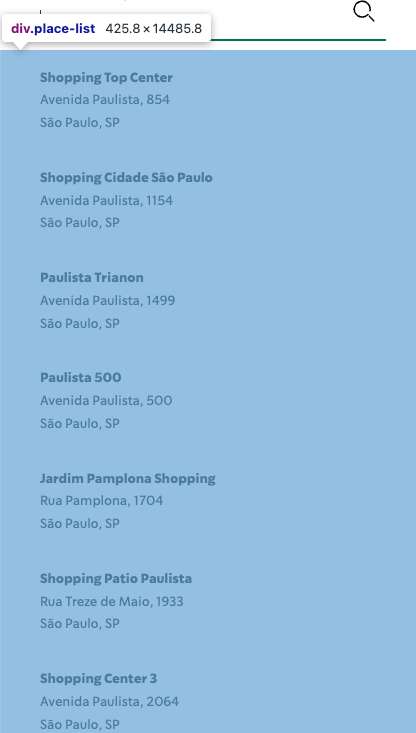 div.place-list 425.8 × 14485.8
Shopping Top Center
Avenida Paulista, 854
São Paulo, SP
Shopping Cidade São Paulo
Avenida Paulista, 1154
São Paulo, SP
Paulista Trianon
Avenida Paulista, 1499
São Paulo, SP
Paulista 500
Avenida Paulista, 500
São Paulo, SP
Jardim Pamplona Shopping
Rua Pamplona, 1704
São Paulo, SP
Shopping Patio Paulista
Rua Treze de Maio, 1933
São Paulo, SP
Shopping Center 3
Avenida Paulista, 2064
São Paulo, SP